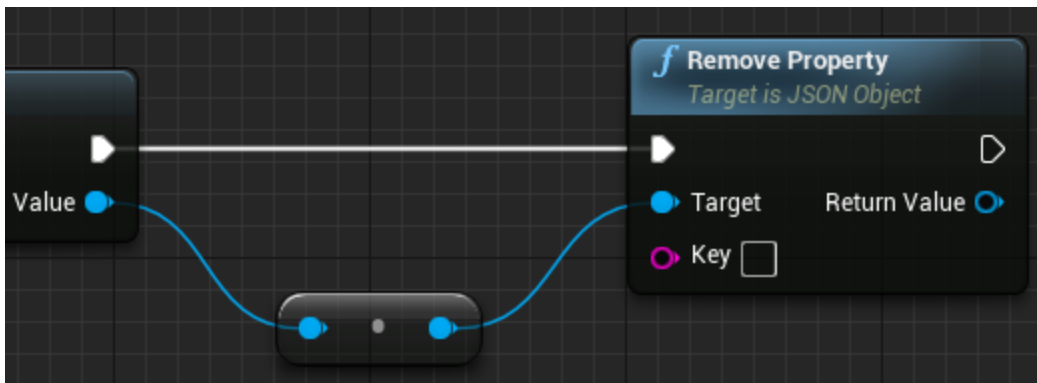 Remove Property
Target is JSON Object
Value
Target
Return Value
Key